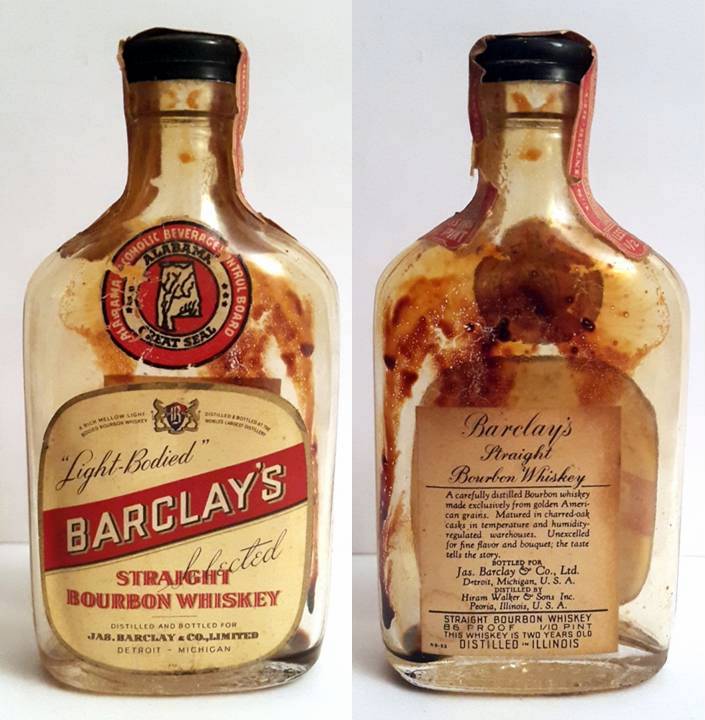 ALABAMA ALCOHOLIC BEVERAGE CONTROL BOARD
ALABAMA
GREAT SEAL
A RICH MELLOW LIGHT
BODIED BOURBON WHISKEY
B
DISTILLED & BOTTLED AT THE
WORLD'S LARGEST DISTILLERY
"Light-Bodied"
BARCLAY'S
Selected
STRAIGHT
BOURBON WHISKEY
DISTILLED AND BOTTLED FOR
JAS. BARCLAY & CO., LIMITED
DETROIT - MICHIGAN
Barclay's
Straight
Bourbon Whiskey
A carefully distilled Bourbon whiskey
made exclusively from golden Ameri-
can grains. Matured in charred-oak
casks in temperature and humidity-
regulated warehouses. Unexcelled
for fine flavor and bouquet; the taste
tells the story.
BOTTLED FOR
Jas. Barclay & Co., Ltd.
Detroit, Michigan, U. S. A.
DISTILLED BY
Hiram Walker & Sons Inc.
Peoria, Illinois, U. S. A.
STRAIGHT BOURBON WHISKEY
86 PROOF 1/10 PINT
THIS WHISKEY IS TWO YEARS OLD
DISTILLED IN ILLINOIS